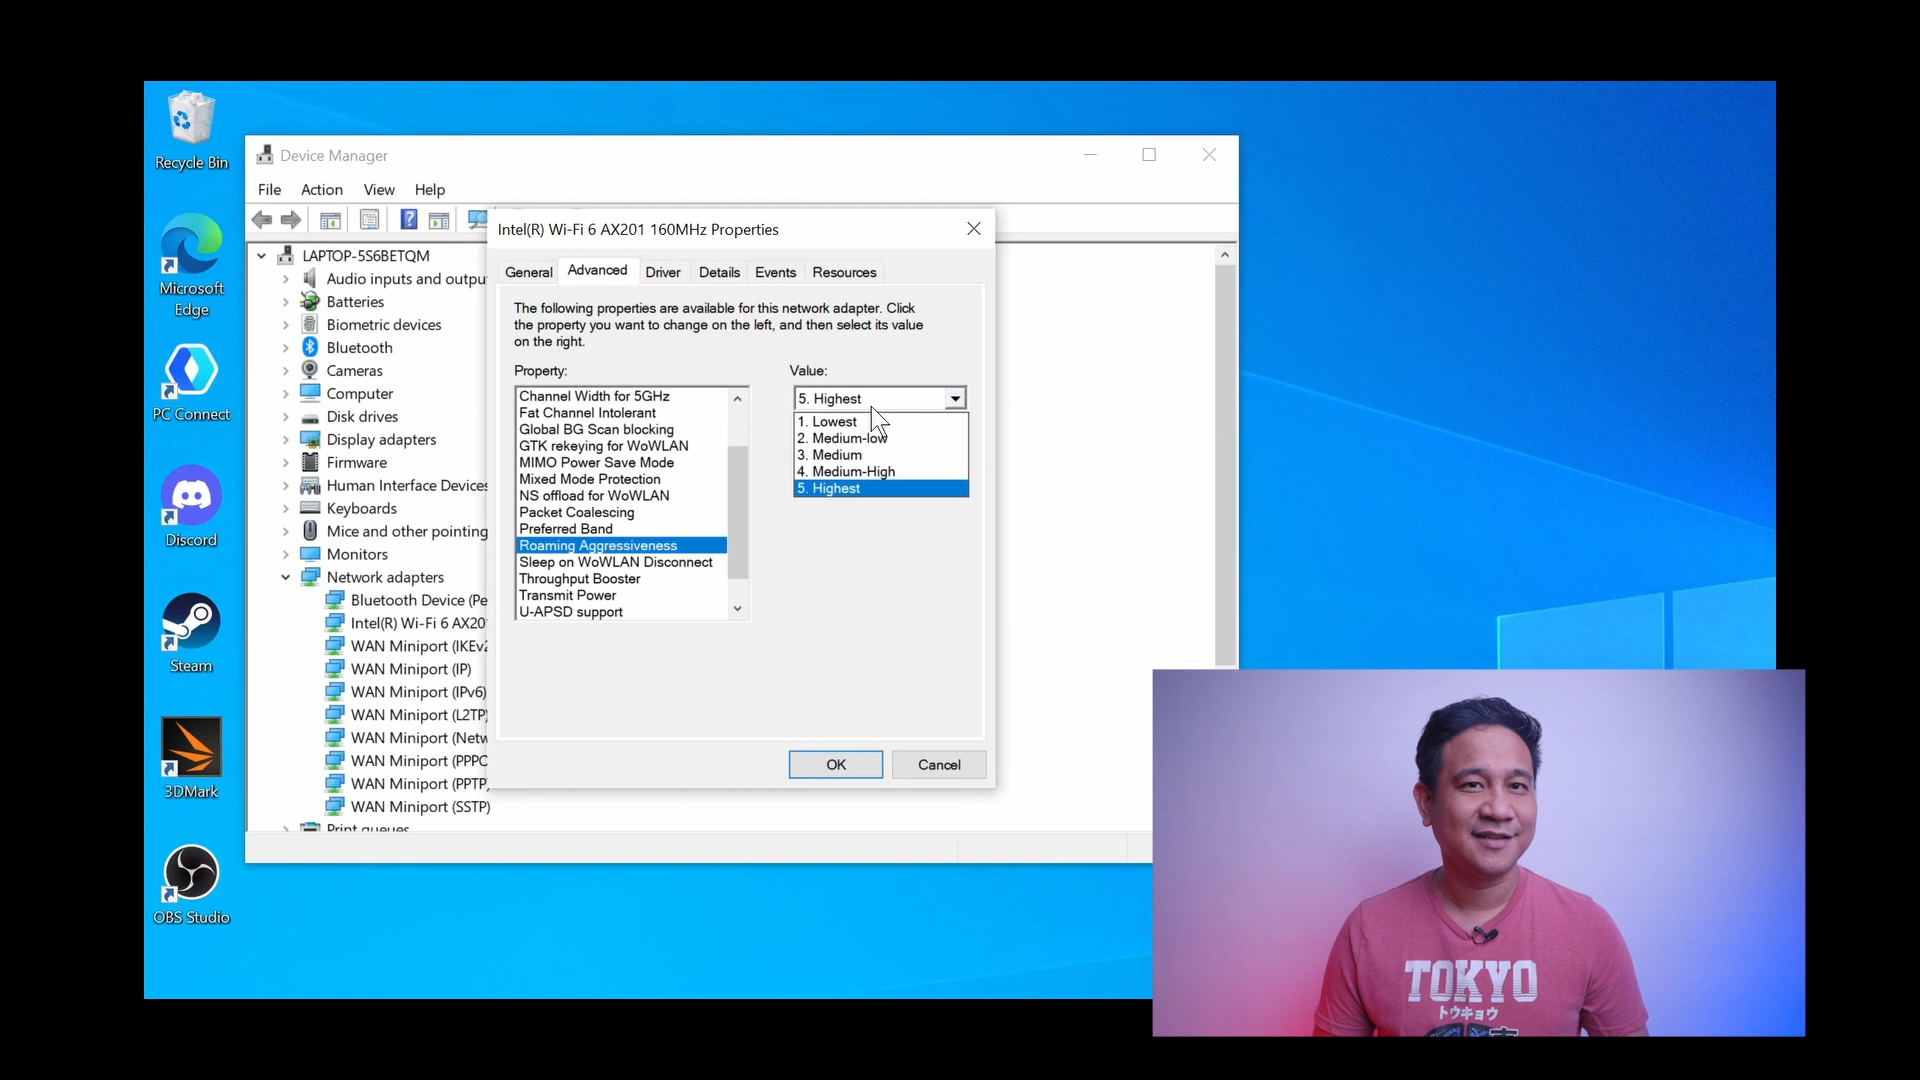 Recycle Bin
Microsoft
Edge
PC Connect
Discord
Steam
3DMark
OBS Studio
Device Manager
File Action View Help
LAPTOP-5S6BETQM
Audio inputs and outpu
Batteries
Biometric devices
Bluetooth
Cameras
Computer
Disk drives
Display adapters
Firmware
Human Interface Devices
Keyboards
Mice and other pointing
Monitors
Network adapters
Bluetooth Device (Pe
Intel(R) Wi-Fi 6 AX20
WAN Miniport (IKEv2
WAN Miniport (IP)
WAN Miniport (IPv6)
WAN Miniport (L2TP)
WAN Miniport (Netw
WAN Miniport (PPPO
WAN Miniport (PPTP)
WAN Miniport (SSTP)
Print queues
Intel(R) Wi-Fi 6 AX201 160MHz Properties
General Advanced Driver Details Events Resources
The following properties are available for this network adapter. Click
the property you want to change on the left, and then select its value
on the right.
Property:
Channel Width for 5GHz
Fat Channel Intolerant
Global BG Scan blocking
GTK rekeying for WoWLAN
MIMO Power Save Mode
Mixed Mode Protection
NS offload for WoWLAN
Packet Coalescing
Preferred Band
Roaming Aggressiveness
Sleep on WoWLAN Disconnect
Throughput Booster
Transmit Power
U-APSD support
Value:
5. Highest
1. Lowest
2. Medium-low
3. Medium
4. Medium-High
5. Highest
OK Cancel
TOKYO
トウキョウ